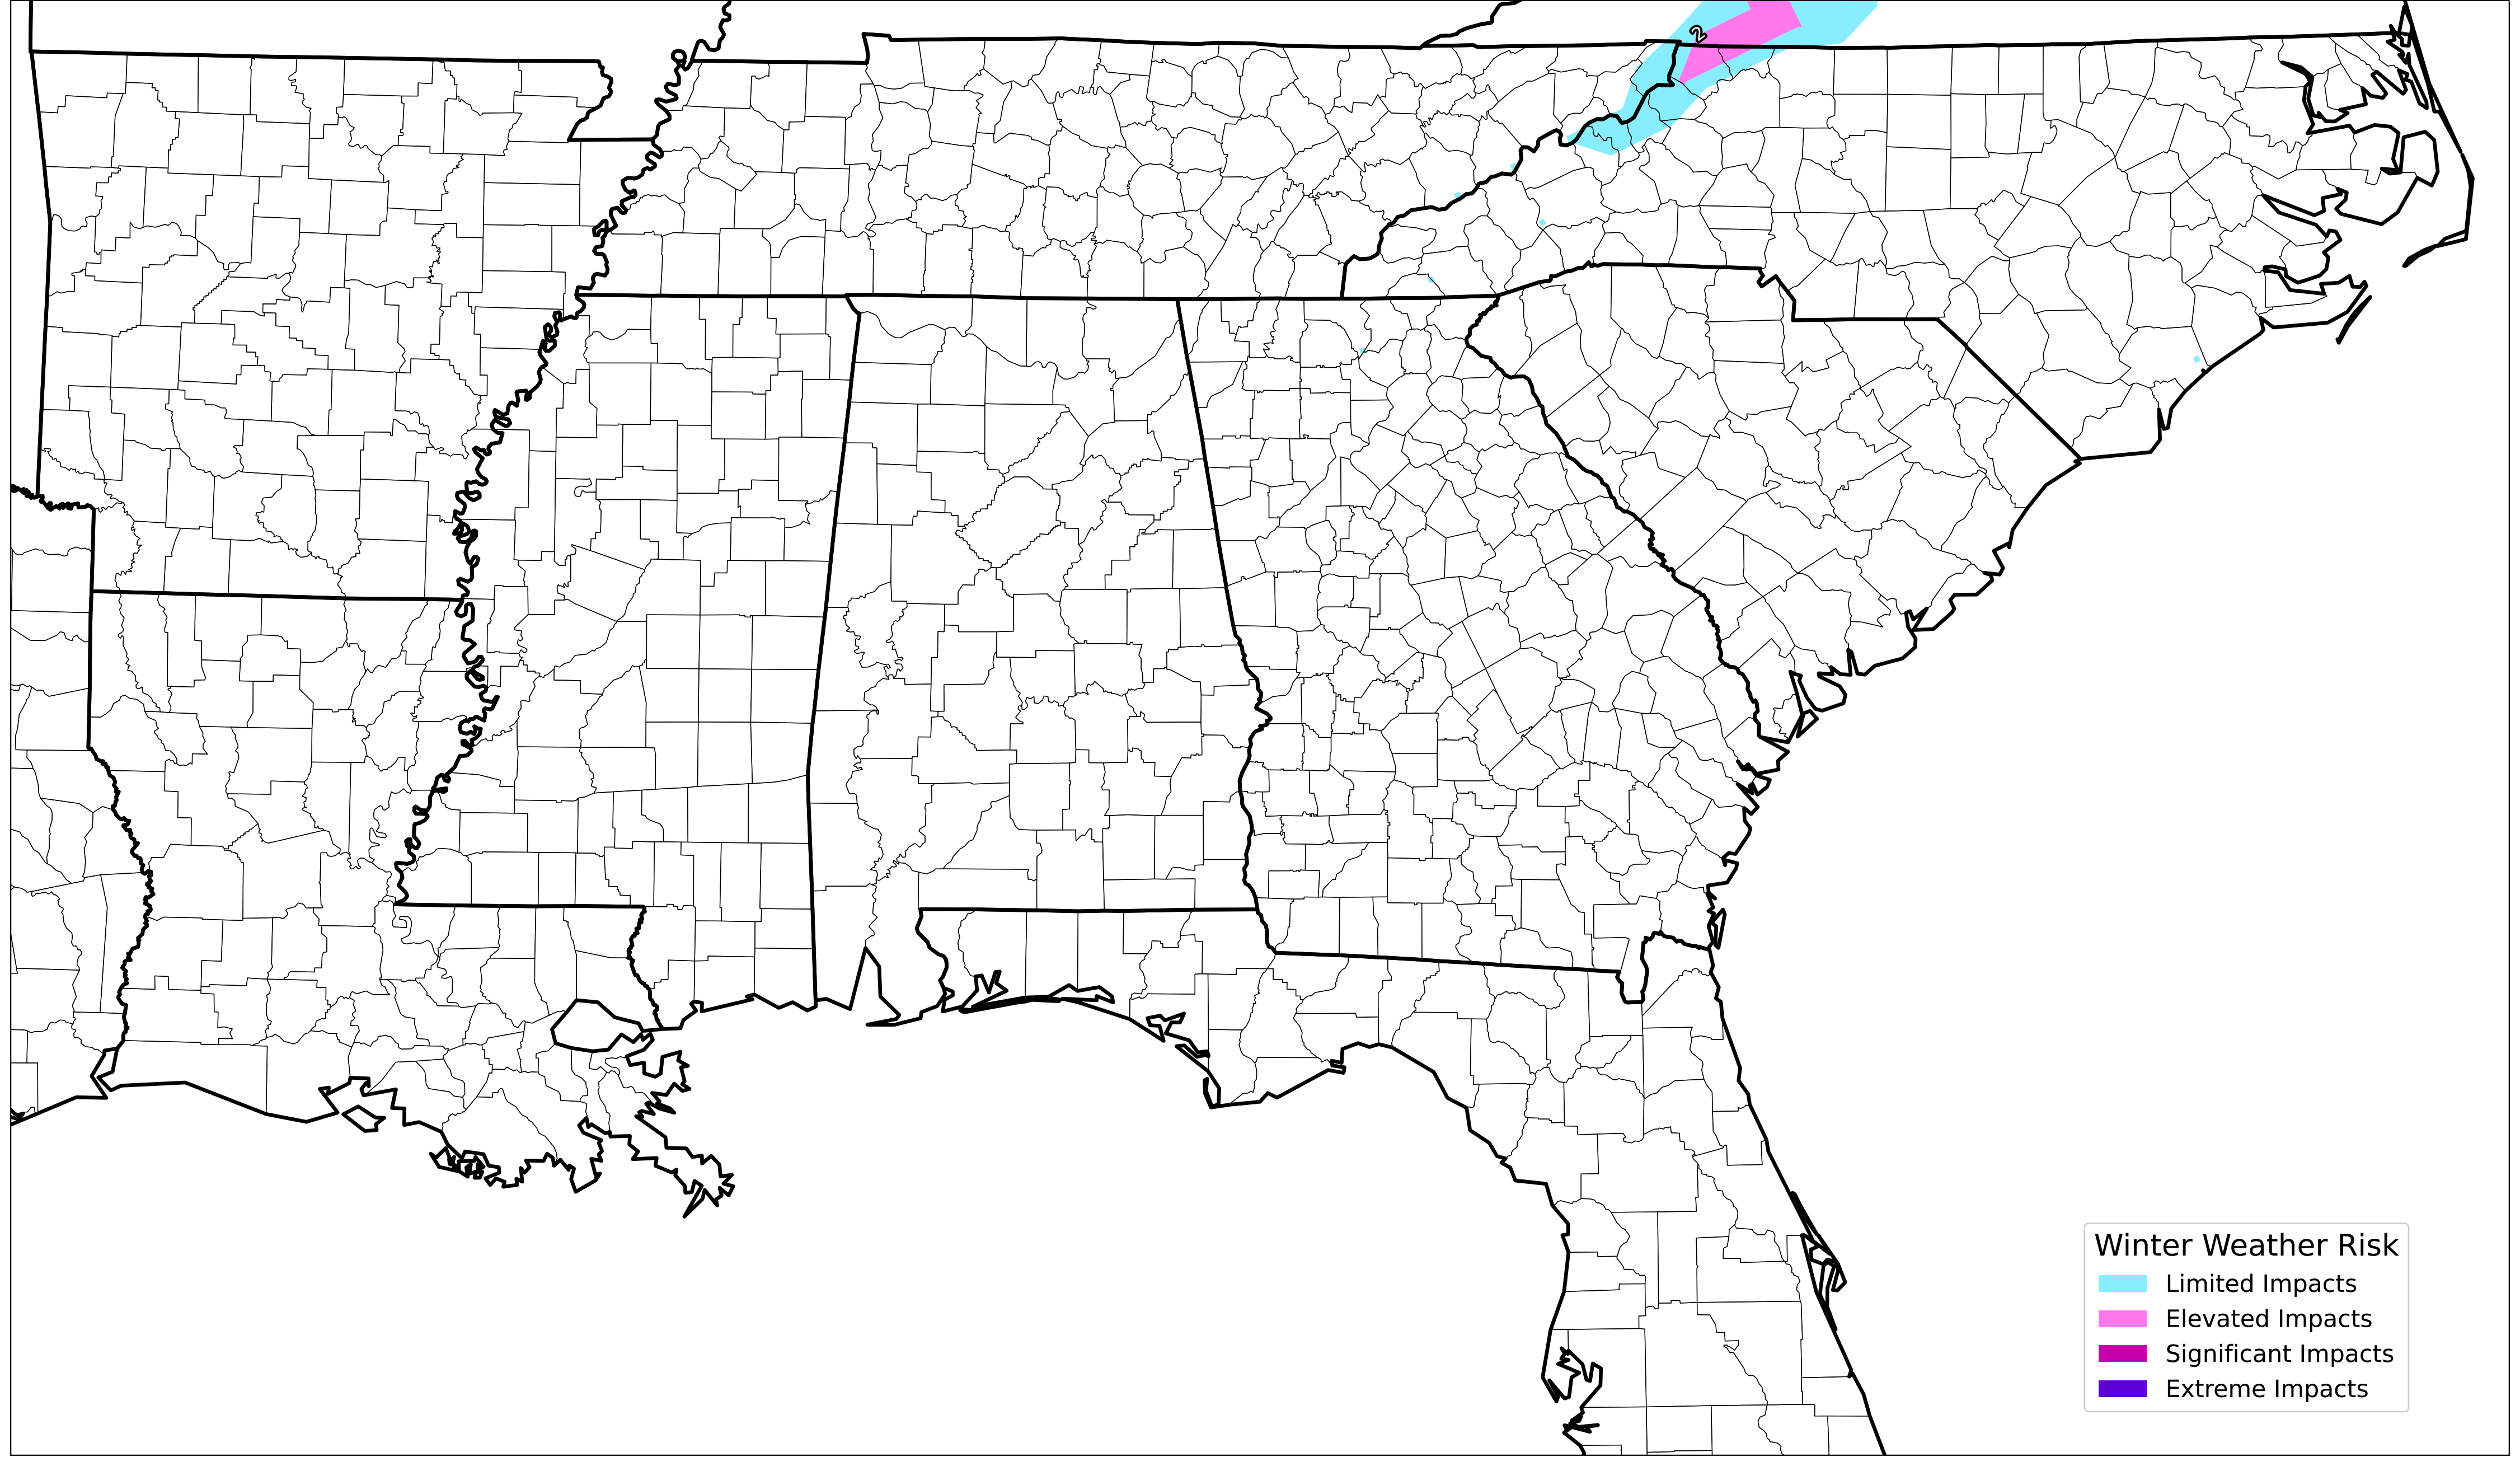 2
Winter Weather Risk
Limited Impacts
Elevated Impacts
Significant Impacts
Extreme Impacts